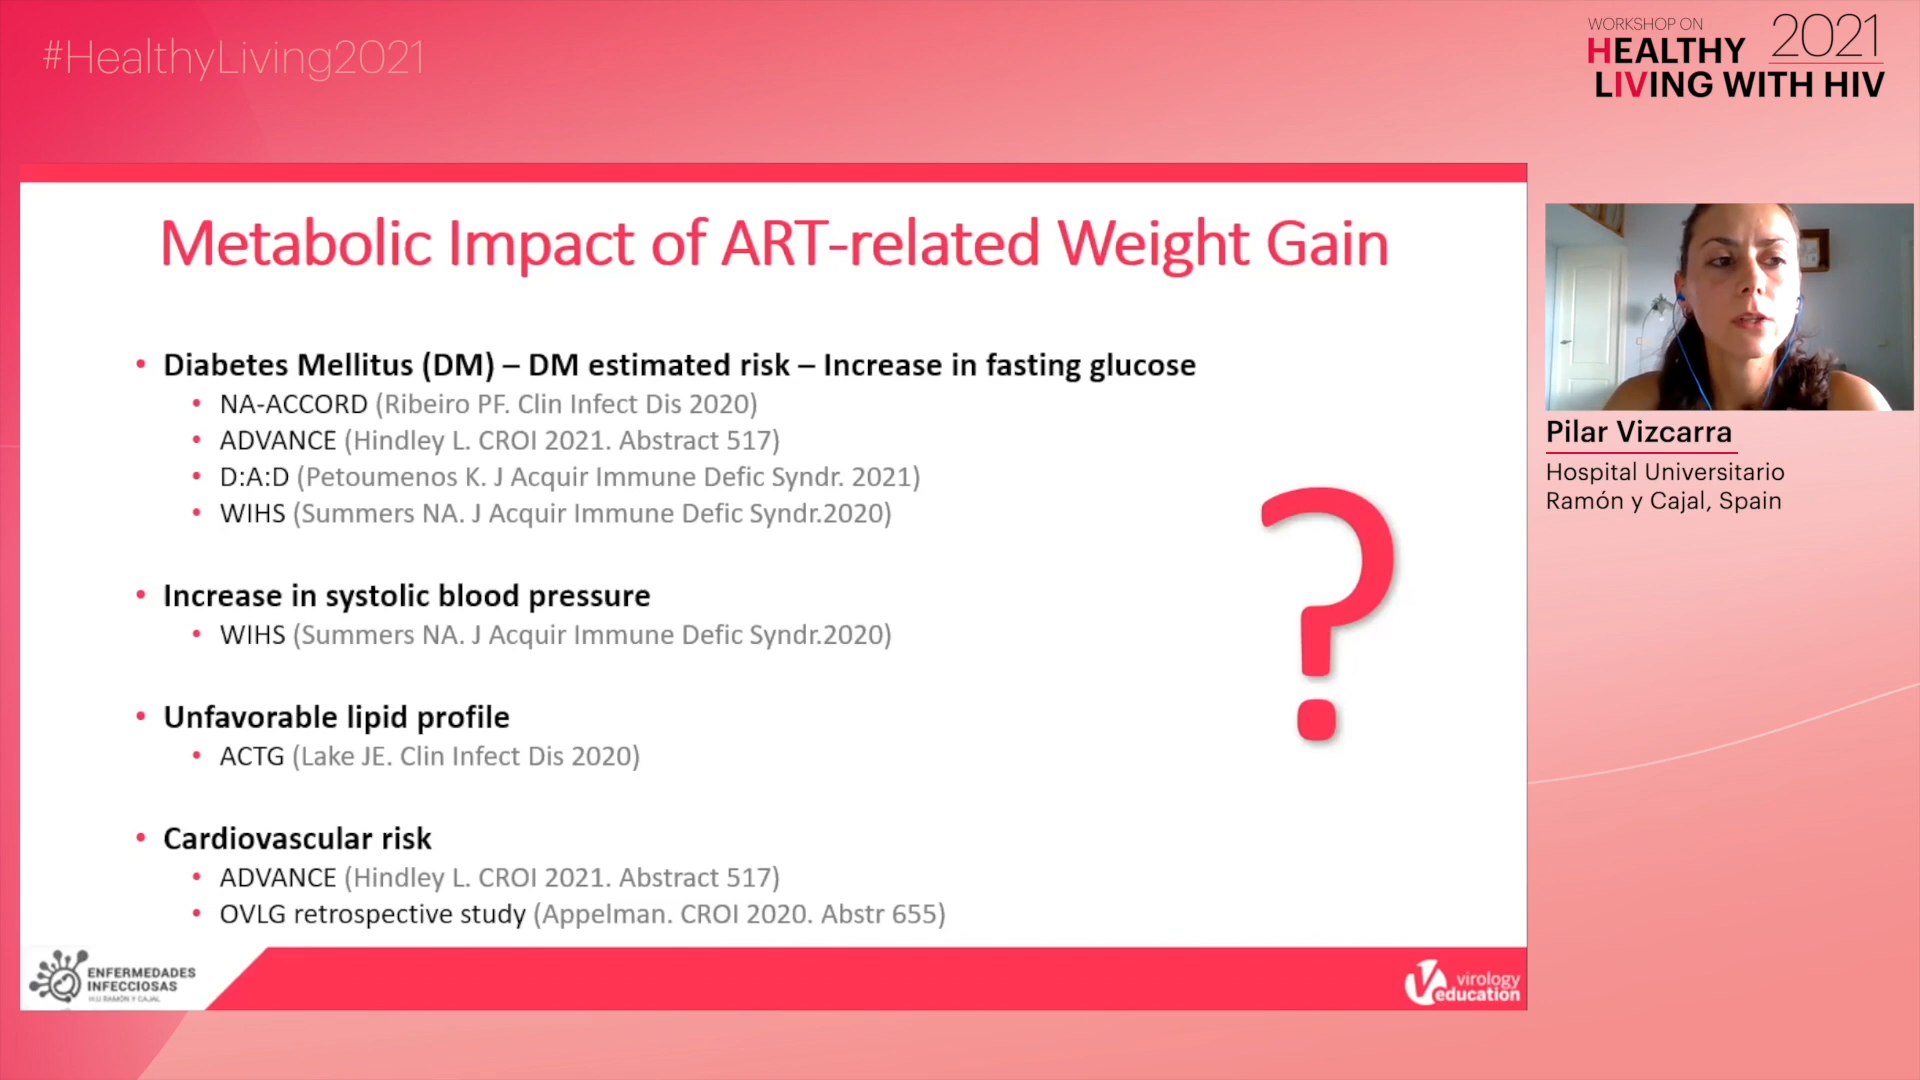 #HealthyLiving2021
WORKSHOP ON
HEALTHY 2021
LIVING WITH HIV
Metabolic Impact of ART-related Weight Gain
• Diabetes Mellitus (DM) – DM estimated risk – Increase in fasting glucose
• NA-ACCORD (Ribeiro PF. Clin Infect Dis 2020)
• ADVANCE (Hindley L. CROI 2021. Abstract 517)
• D:A:D (Petoumenos K. J Acquir Immune Defic Syndr. 2021)
• WIHS (Summers NA. J Acquir Immune Defic Syndr.2020)
• Increase in systolic blood pressure
• WIHS (Summers NA. J Acquir Immune Defic Syndr.2020)
• Unfavorable lipid profile
• ACTG (Lake JE. Clin Infect Dis 2020)
• Cardiovascular risk
• ADVANCE (Hindley L. CROI 2021. Abstract 517)
• OVLG retrospective study (Appelman. CROI 2020. Abstr 655)
?
Pilar Vizcarra
Hospital Universitario
Ramón y Cajal, Spain
ENFERMEDADES
INFECCIOSAS
H.U RAMÓN Y CAJAL
virology
education